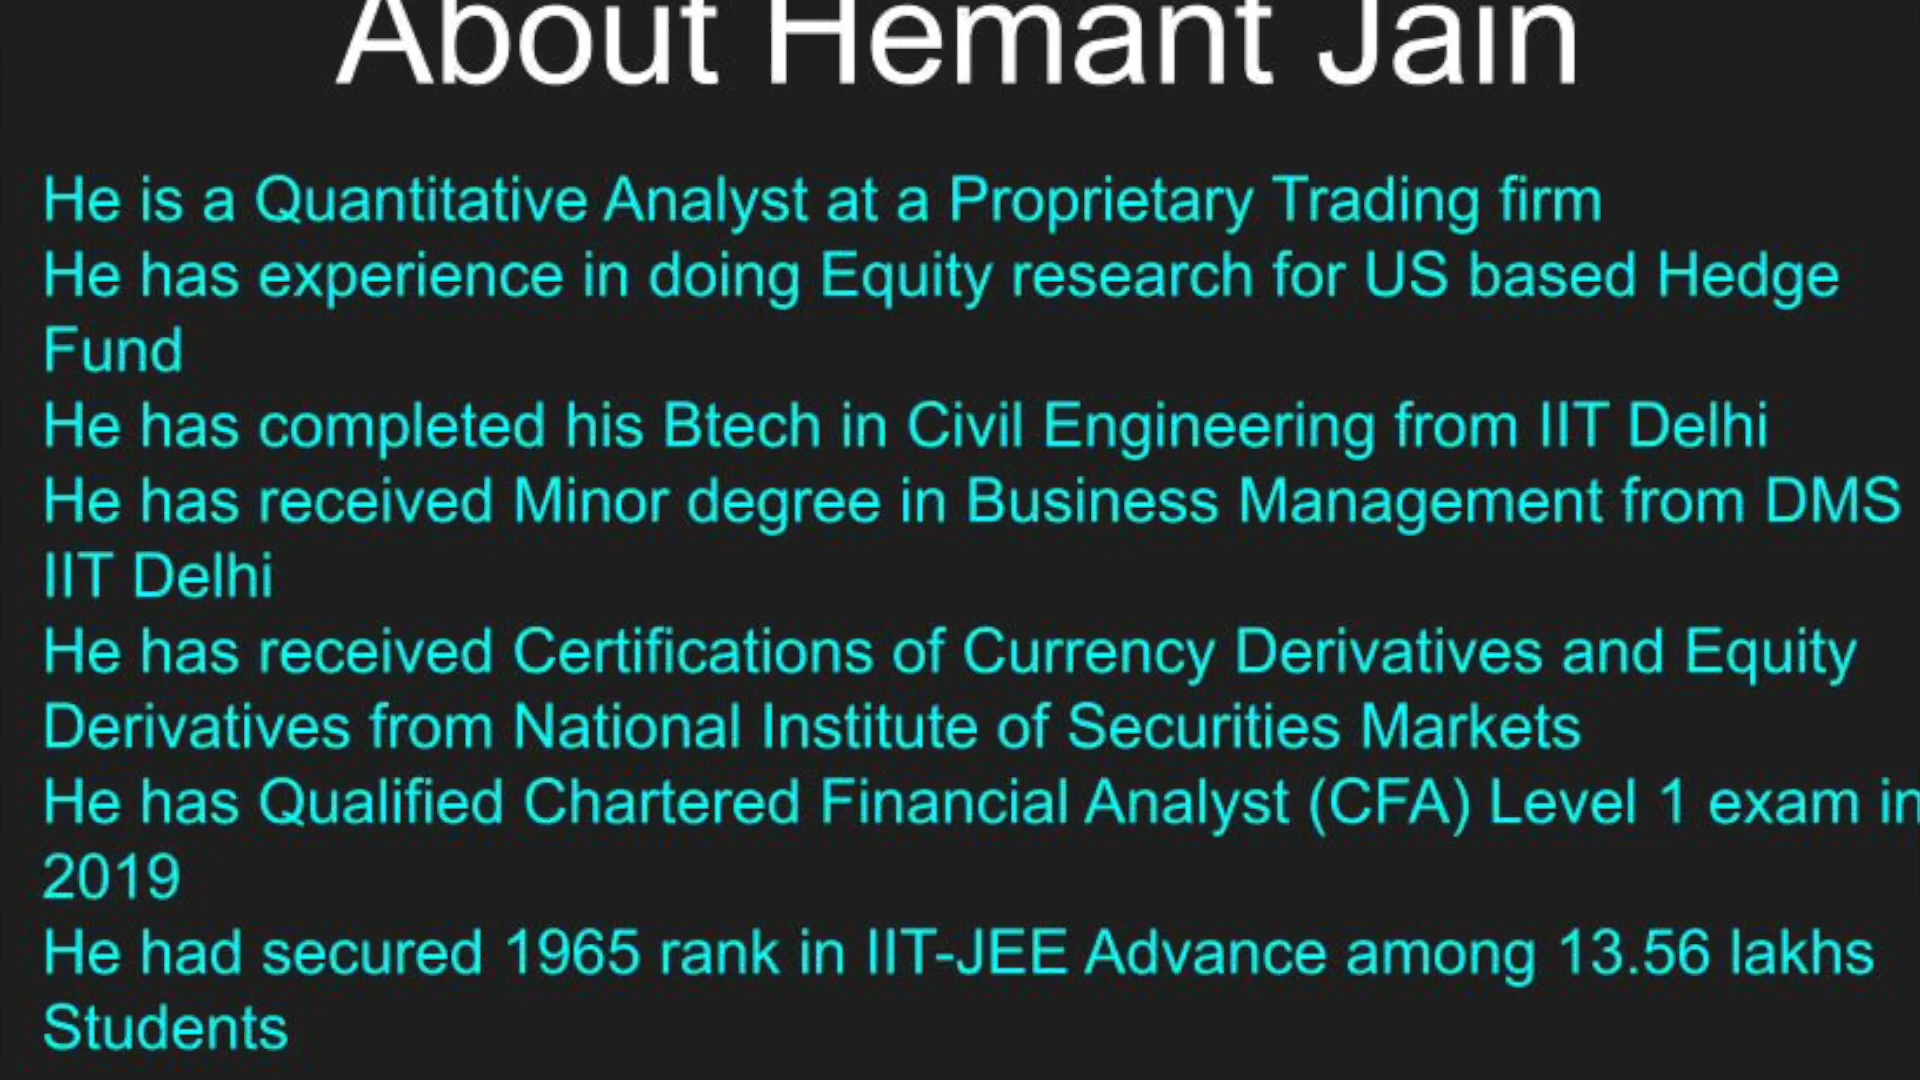 About Hemant Jain
He is a Quantitative Analyst at a Proprietary Trading firm
He has experience in doing Equity research for US based Hedge
Fund
He has completed his Btech in Civil Engineering from IIT Delhi
He has received Minor degree in Business Management from DMS
IIT Delhi
He has received Certifications of Currency Derivatives and Equity
Derivatives from National Institute of Securities Markets
He has Qualified Chartered Financial Analyst (CFA) Level 1 exam in
2019
He had secured 1965 rank in IIT-JEE Advance among 13.56 lakhs
Students